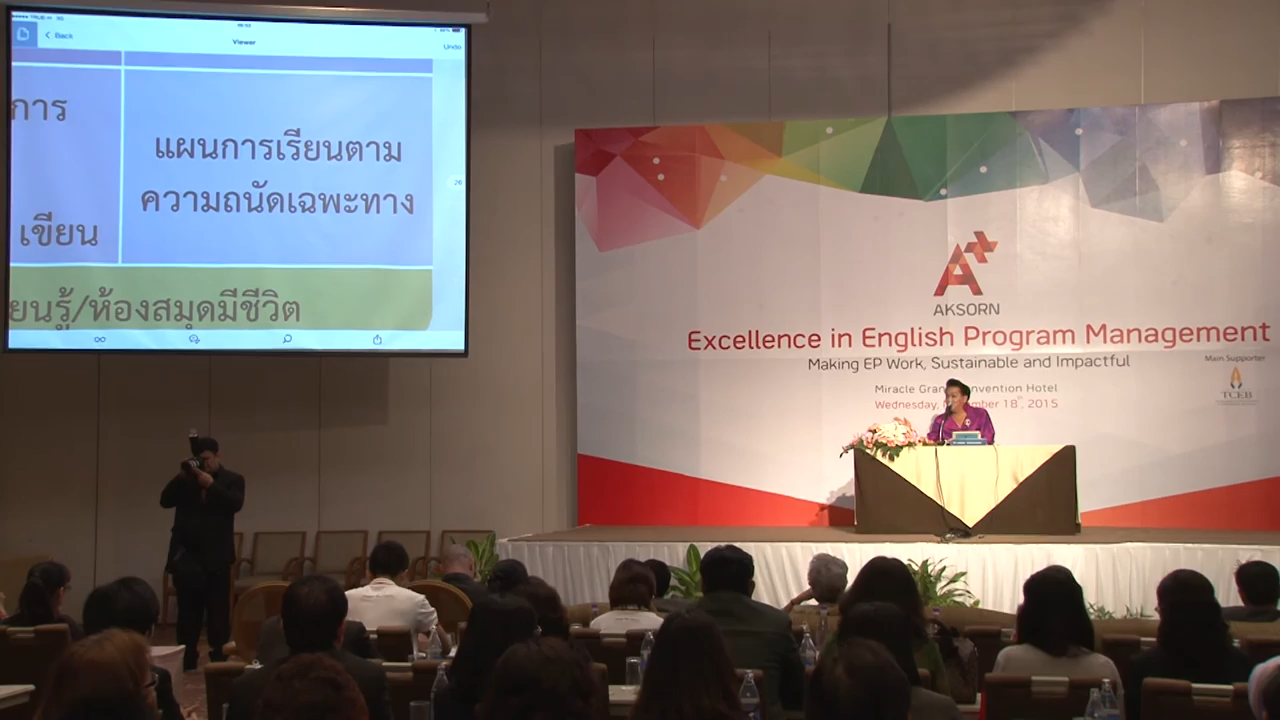 TRUE 3G
Back
Viewer
Undo
การ
แผนการเรียนตาม
ความถนัดเฉพาะทาง
26
เขียน
ยนรู้/ห้องสมุดมีชีวิต
A+
AKSORN
Excellence in English Program Management
Making EP Work, Sustainable and Impactful
Main Supporter
TCEB
Miracle Convention Hotel
Wednesday, 18th, 2015